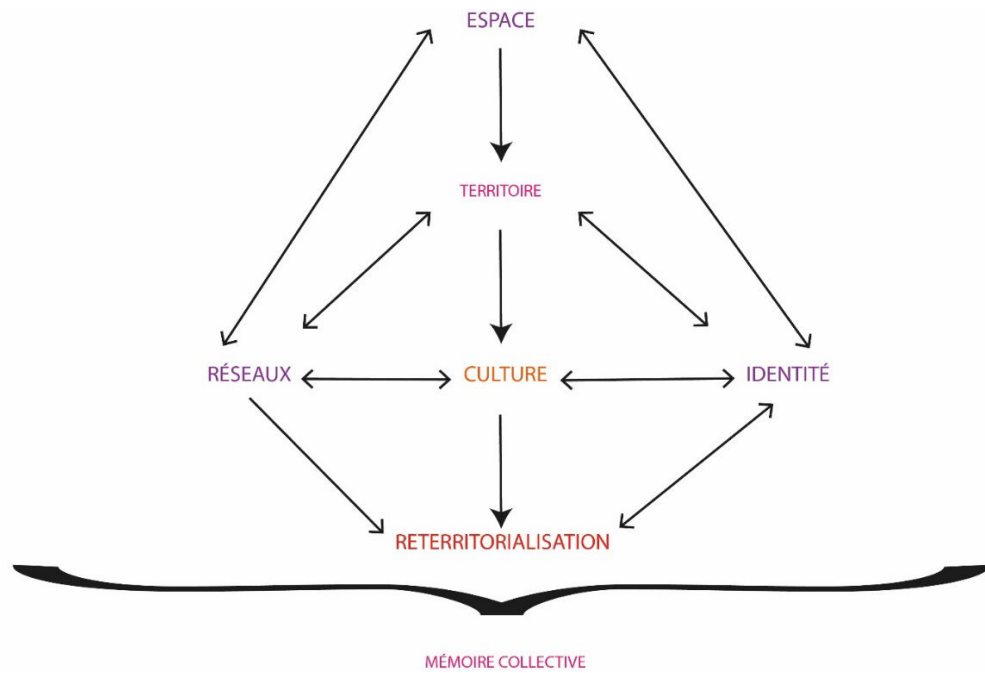 ESPACE
TERRITOIRE
RÉSEAUX
CULTURE
IDENTITÉ
RETERRITORIALISATION
MÉMOIRE COLLECTIVE